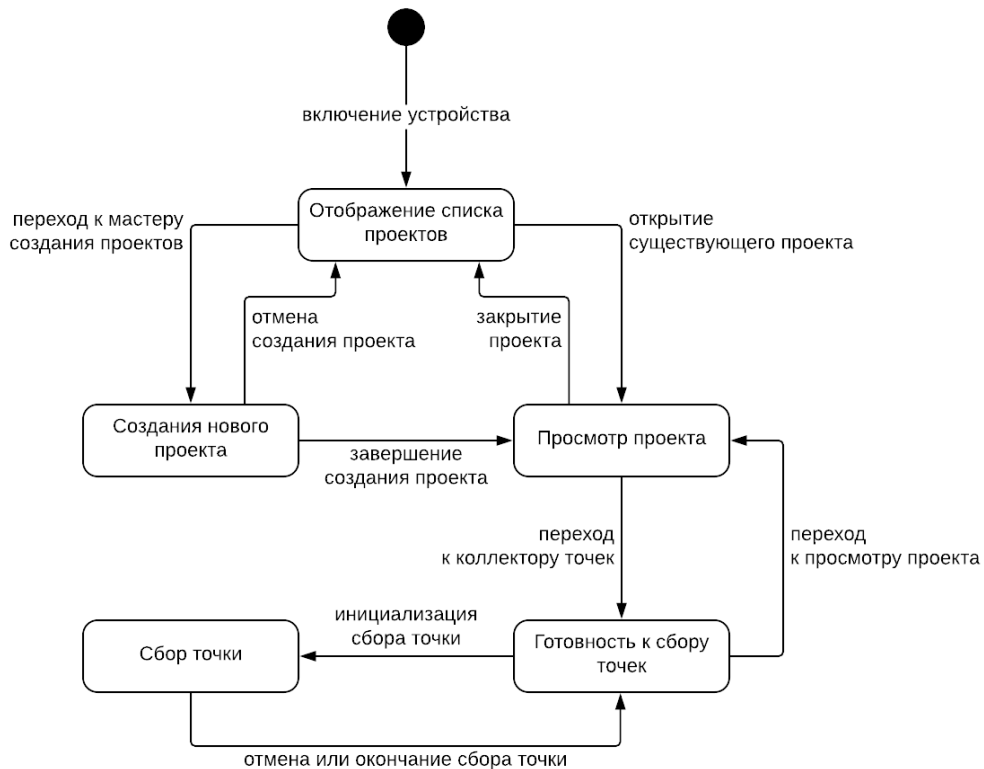 включение устройства
Отображение списка
проектов
переход к мастеру
создания проектов
открытие
существующего проекта
отмена
создания проекта
закрытие
проекта
Создания нового
проекта
Просмотр проекта
завершение
создания проекта
переход
к коллектору точек
переход
к просмотру проекта
инициализация
сбора точки
Сбор точки
Готовность к сбору
точек
отмена или окончание сбора точки